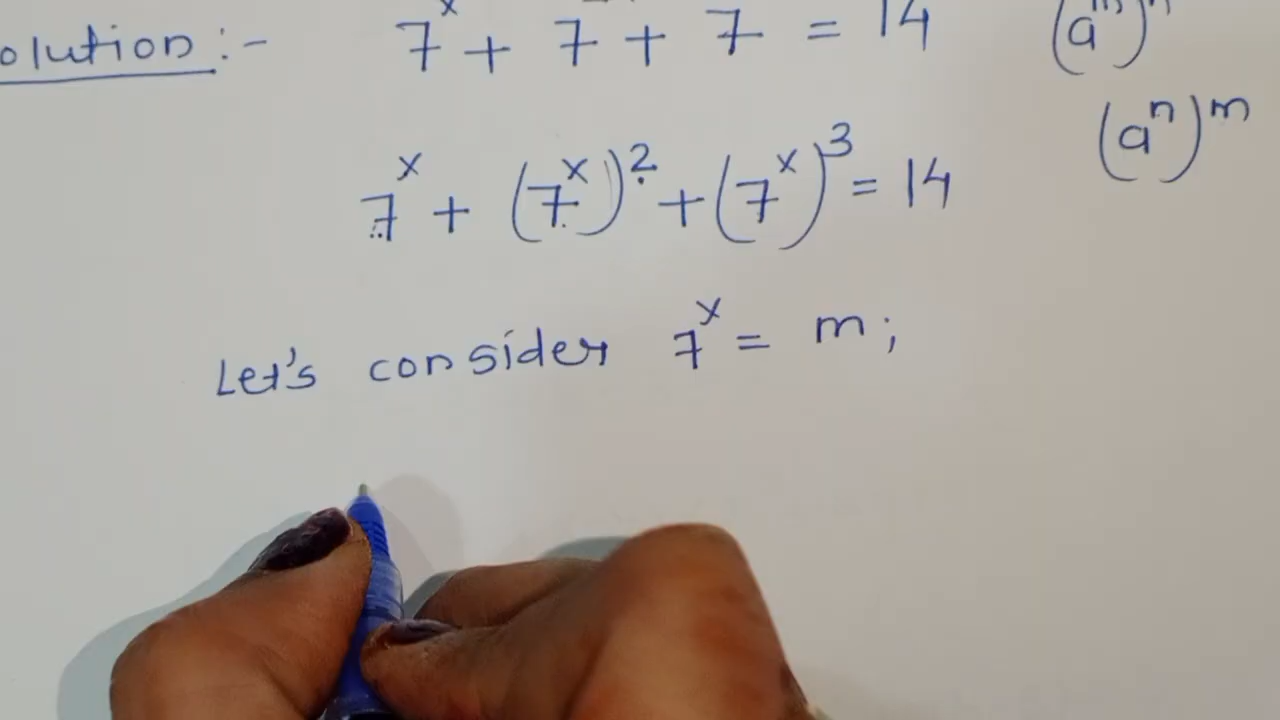 olution :- 7^x + 7 + 7 = 14 (a^m)^n
7^x + (7^x)^2 + (7^x)^3 = 14 (a^n)^m
Let's consider 7^x = m;